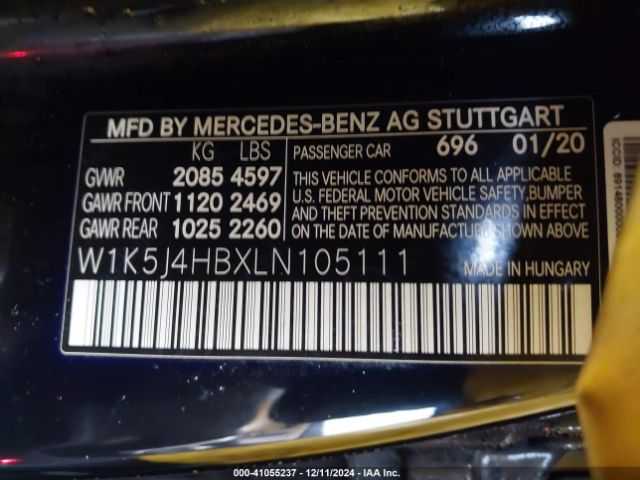 MFD BY MERCEDES-BENZ AG STUTTGART
KG LBS
GVWR 2085 4597
GAWR FRONT 1120 2469
GAWR REAR 1025 2260
PASSENGER CAR 696 01/20
THIS VEHICLE CONFORMS TO ALL APPLICABLE
U.S. FEDERAL MOTOR VEHICLE SAFETY, BUMPER
AND THEFT PREVENTION STANDARDS IN EFFECT
ON THE DATE OF MANUFACTURE SHOWN ABOVE
W1K5J4HBXLN105111
MADE IN HUNGARY
000-41055237 - 12/11/2024 - IAA Inc.